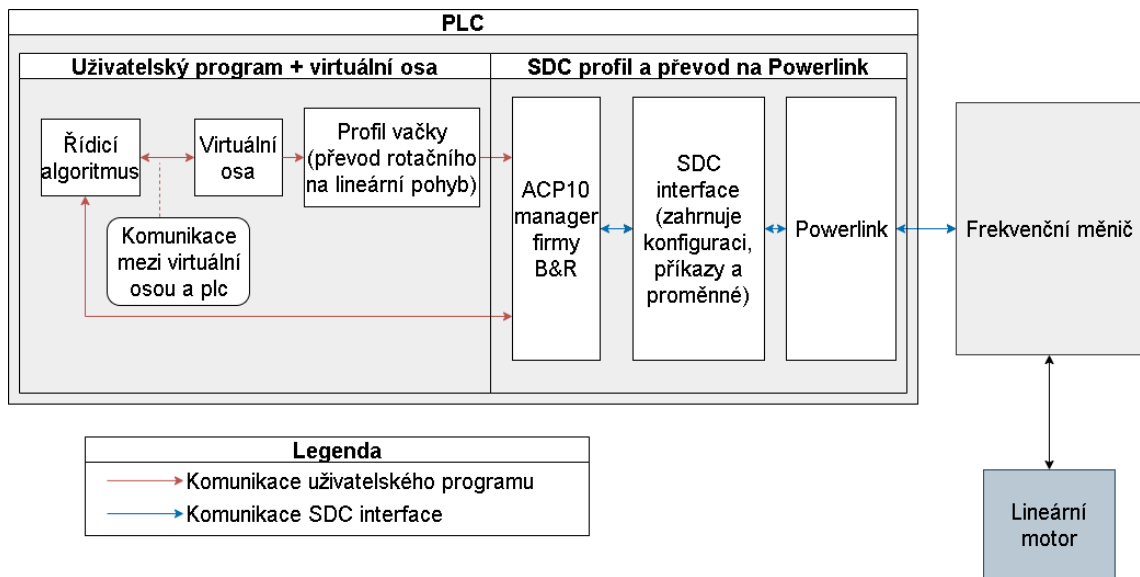 PLC
Uživatelský program + virtuální osa
SDC profil a převod na Powerlink
Řídicí
algoritmus
Virtuální
osa
Profil vačky
(převod rotačního
na lineární pohyb)
Komunikace
mezi virtuální
osou a plc
ACP10
manager
firmy
B&R
SDC
interface
(zahrnuje
konfiguraci,
příkazy a
proměnné)
Powerlink
Frekvenční měnič
Lineární
motor
Legenda
Komunikace uživatelského programu
Komunikace SDC interface